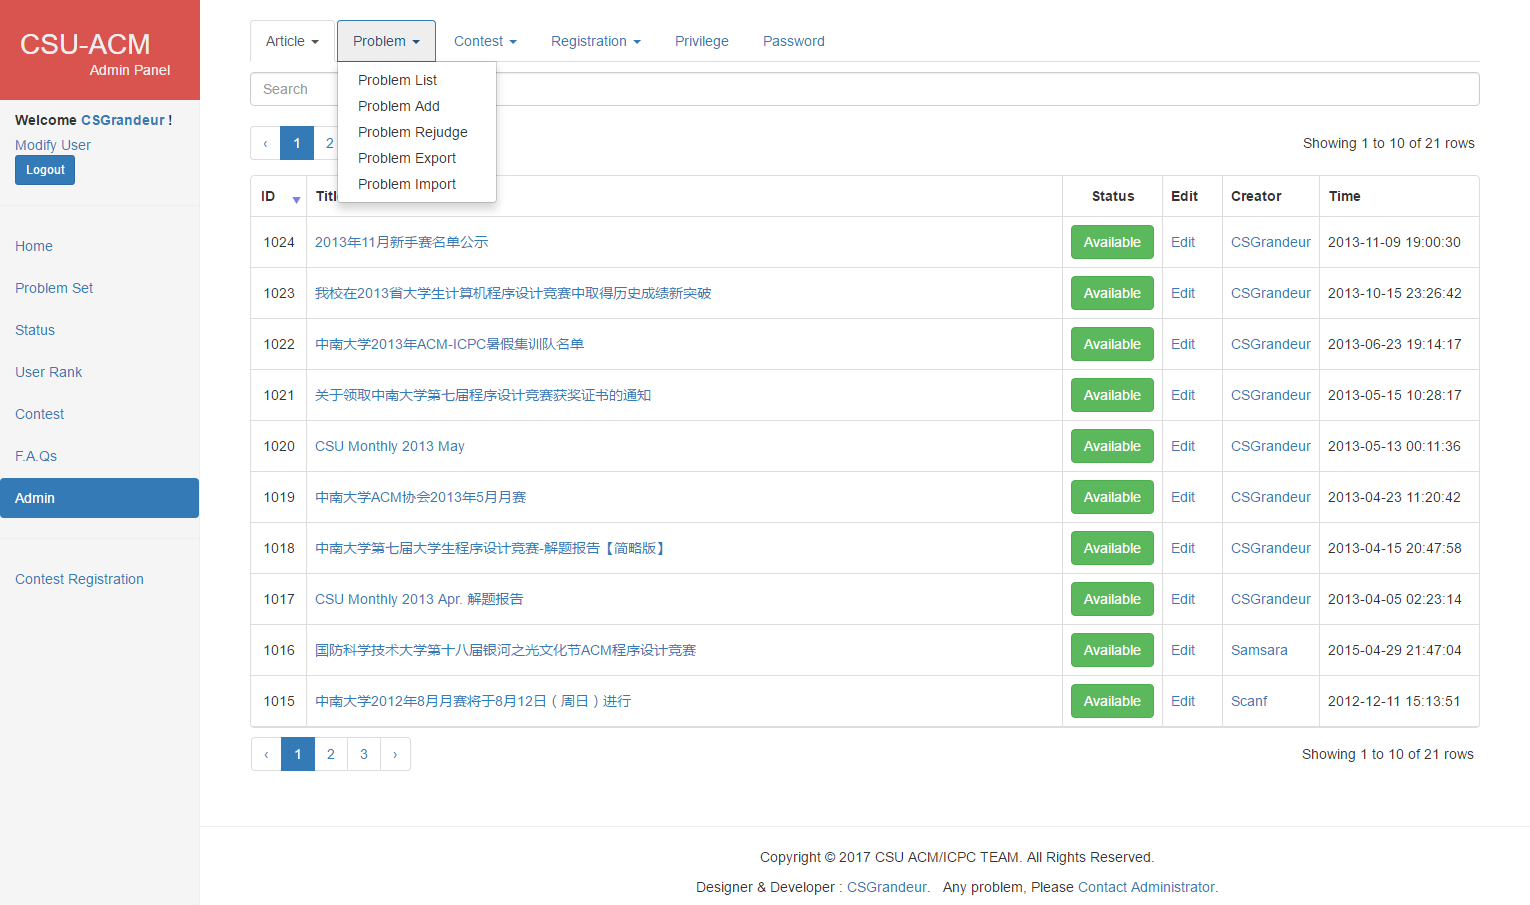 CSU-ACM
Admin Panel
Welcome CSGrandeur !
Modify User
Logout
Home
Problem Set
Status
User Rank
Contest
F.A.Qs
Admin
Contest Registration
Article Problem Contest Registration Privilege Password
Search
Problem List
Problem Add
Problem Rejudge
Problem Export
Problem Import
‹ 1 2
Showing 1 to 10 of 21 rows
ID Titl Status Edit Creator Time
1024 2013年11月新手赛名单公示 Available Edit CSGrandeur 2013-11-09 19:00:30
1023 我校在2013省大学生计算机程序设计竞赛中取得历史成绩新突破 Available Edit CSGrandeur 2013-10-15 23:26:42
1022 中南大学2013年ACM-ICPC暑假集训队名单 Available Edit CSGrandeur 2013-06-23 19:14:17
1021 关于领取中南大学第七届程序设计竞赛获奖证书的通知 Available Edit CSGrandeur 2013-05-15 10:28:17
1020 CSU Monthly 2013 May Available Edit CSGrandeur 2013-05-13 00:11:36
1019 中南大学ACM协会2013年5月月赛 Available Edit CSGrandeur 2013-04-23 11:20:42
1018 中南大学第七届大学生程序设计竞赛-解题报告【简略版】 Available Edit CSGrandeur 2013-04-15 20:47:58
1017 CSU Monthly 2013 Apr. 解题报告 Available Edit CSGrandeur 2013-04-05 02:23:14
1016 国防科学技术大学第十八届银河之光文化节ACM程序设计竞赛 Available Edit Samsara 2015-04-29 21:47:04
1015 中南大学2012年8月月赛将于8月12日（周日）进行 Available Edit Scanf 2012-12-11 15:13:51
‹ 1 2 3 ›
Showing 1 to 10 of 21 rows
Copyright © 2017 CSU ACM/ICPC TEAM. All Rights Reserved.
Designer & Developer : CSGrandeur. Any problem, Please Contact Administrator.